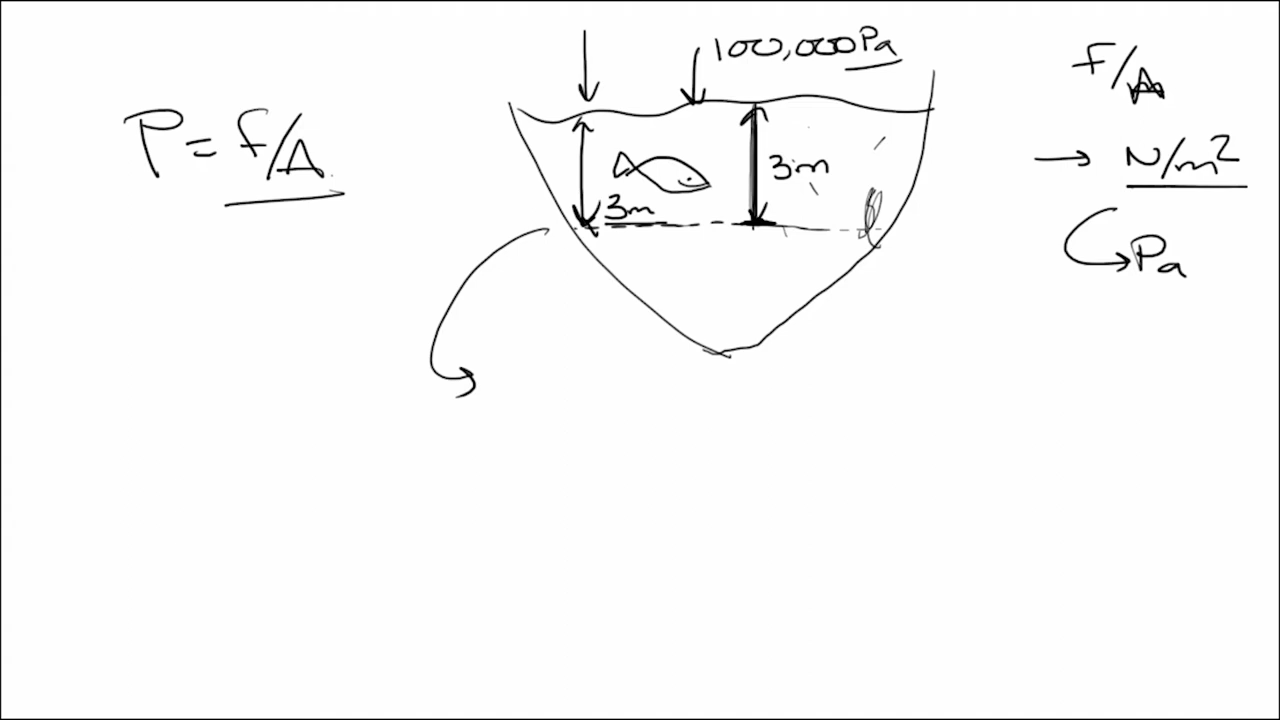 P = F/A
100,000Pa
3m
3m
F/A
→ N/m²
Pa